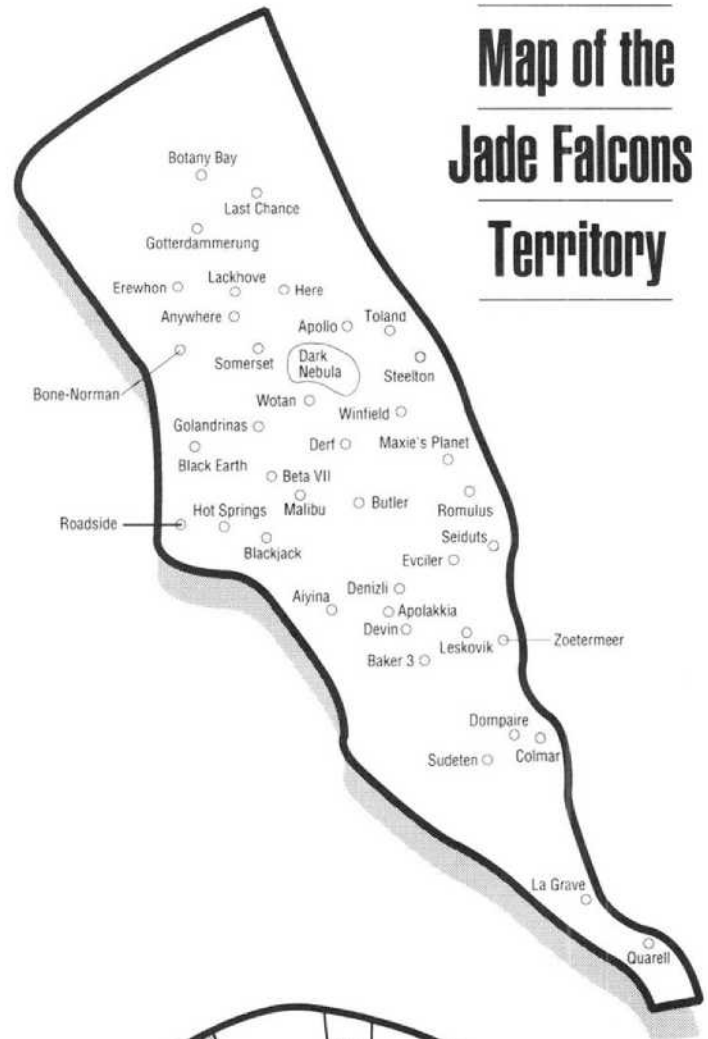 Map of the
Jade Falcons
Territory
Botany Bay
Last Chance
Gotterdammerung
Erewhon
Lackhove
Here
Anywhere
Apollo
Toland
Somerset
Dark
Nebula
Steelton
Bone-Norman
Wotan
Winfield
Golandrinas
Derf
Maxie's Planet
Black Earth
Beta VII
Malibu
Butler
Romulus
Roadside
Hot Springs
Blackjack
Seiduts
Evciler
Aiyina
Denizli
Apolakkia
Devin
Leskovik
Zoetermeer
Baker 3
Dompaire
Colmar
Sudeten
La Grave
Quarell